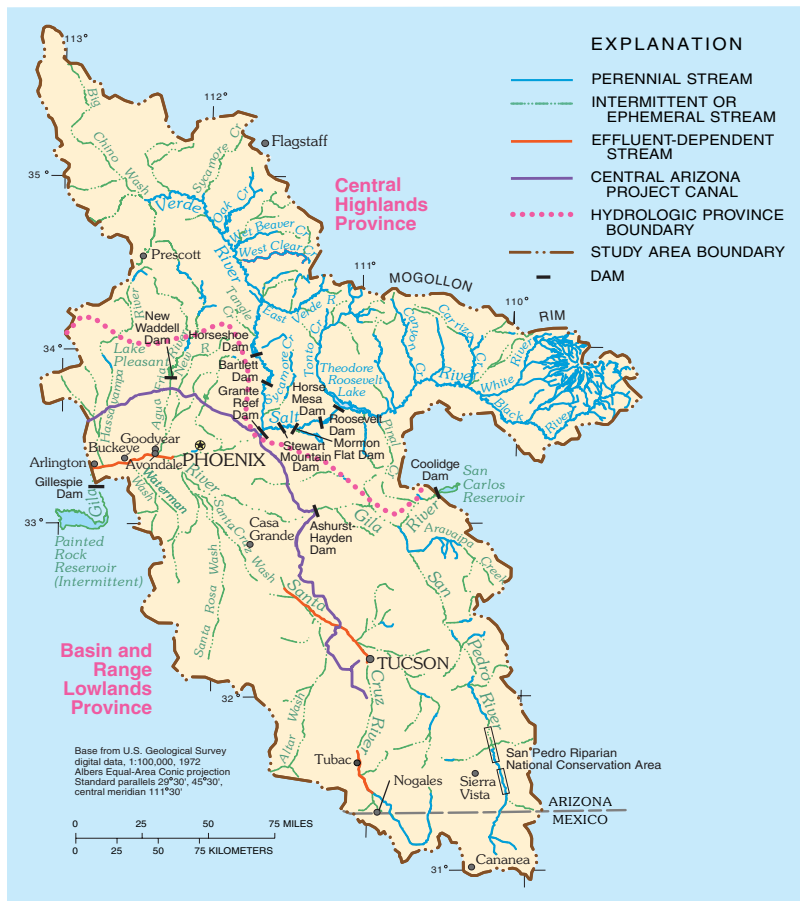 EXPLANATION
PERENNIAL STREAM
INTERMITTENT OR
EPHEMERAL STREAM
EFFLUENT-DEPENDENT
STREAM
CENTRAL ARIZONA
PROJECT CANAL
HYDROLOGIC PROVINCE
BOUNDARY
STUDY AREA BOUNDARY
DAM
113°
112°
111°
110°
35°
34°
33°
32°
31°
Big
Chino
Wash
Sycamore Cr
Flagstaff
Verde
River
Oak Cr
Wet Beaver Cr
West Clear Cr
Central
Highlands
Province
Prescott
MOGOLLON
RIM
New
Waddell
Dam
Lake
Pleasant
Horseshoe
Dam
Bartlett
Dam
Granite
Reef
Dam
Tangle
Cr
East Verde R
Sycamore Cr
Tonto Cr
Theodore
Roosevelt
Lake
Canyon Cr
Carrizo Cr
White River
Black River
Salt
River
Horse
Mesa
Dam
Roosevelt
Dam
Mormon
Flat Dam
Stewart
Mountain
Dam
Pinal Cr
Hassayampa
River
Agua Fria
New R
Goodyear
Buckeye
Avondale
Arlington
PHOENIX
Gillespie
Dam
Gila
River
Waterman
Wash
Painted
Rock
Reservoir
(Intermittent)
Coolidge
Dam
San
Carlos
Reservoir
Ashurst-
Hayden
Dam
Gila
River
Casa
Grande
Santa Cruz
Wash
Santa Rosa Wash
Aravaipa
Creek
San
Pedro
River
Santa
Cruz
River
TUCSON
Basin and
Range
Lowlands
Province
Altar Wash
Tubac
Nogales
Sierra
Vista
San Pedro Riparian
National Conservation Area
ARIZONA
MEXICO
Cananea
Base from U.S. Geological Survey
digital data, 1:100,000, 1972
Albers Equal-Area Conic projection
Standard parallels 29°30', 45°30',
central meridian 111°30'
0 25 50 75 MILES
0 25 50 75 KILOMETERS